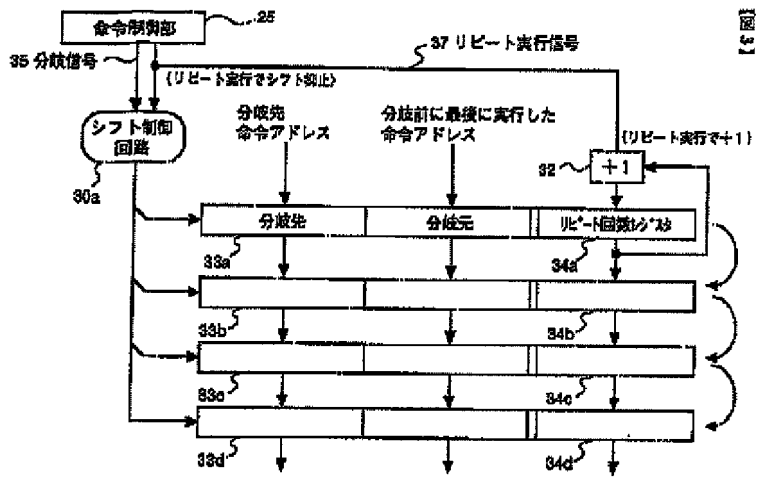 【図3】
命令制御部
25
35 分岐信号
37 リピート実行信号
(リピート実行でシフト抑止)
シフト制御
回路
30a
分岐先
命令アドレス
分岐前に最後に実行した
命令アドレス
(リピート実行で+1)
32
+1
分岐先
分岐元
リピート回数レジスタ
33a
34a
33b
34b
33c
34c
33d
34d